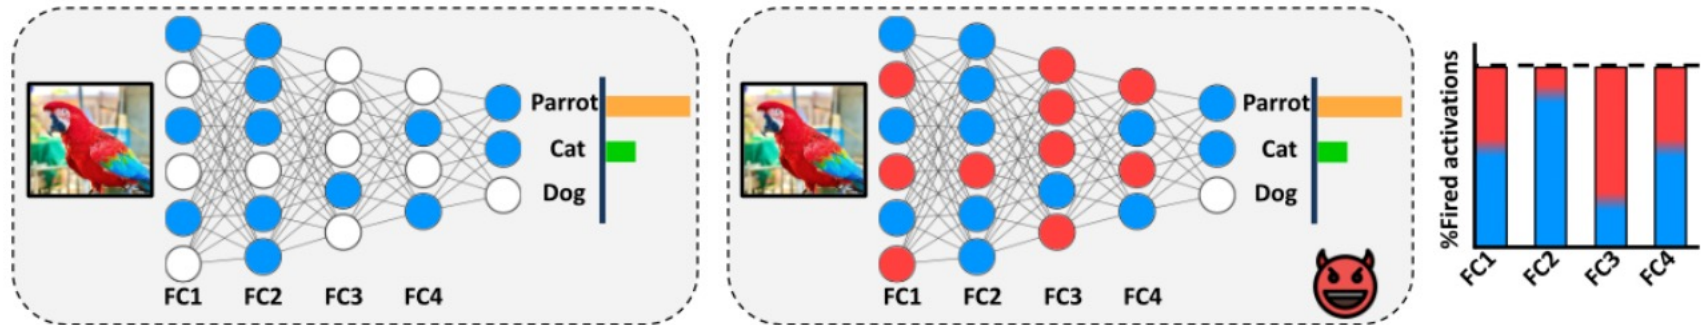 Parrot
Cat
Dog
FC1 FC2 FC3 FC4
Parrot
Cat
Dog
FC1 FC2 FC3 FC4
%Fired activations
FC1 FC2 FC3 FC4